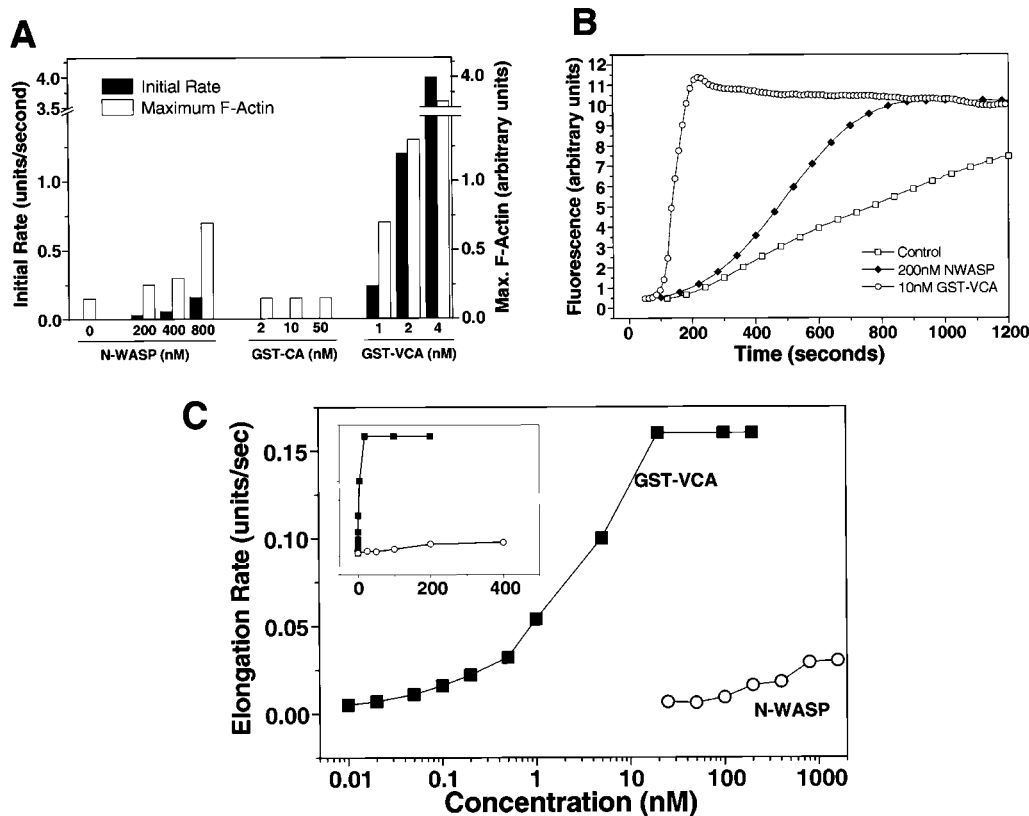 A
Initial Rate (units/second)
4.0
3.5
1.0
0.5
0.0
Initial Rate
Maximum F-Actin
4.0
1.0
0.5
0.0
Max. F-Actin (arbitrary units)
0 200 400 800 2 10 50 1 2 4
N-WASP (nM) GST-CA (nM) GST-VCA (nM)
B
Fluorescence (arbitrary units)
12
11
10
9
8
7
6
5
4
3
2
1
0
Control
200nM NWASP
10nM GST-VCA
0 200 400 600 800 1000 1200
Time (seconds)
C
Elongation Rate (units/sec)
0.15
0.10
0.05
0.00
0 200 400
GST-VCA
N-WASP
0.01 0.1 1 10 100 1000
Concentration (nM)